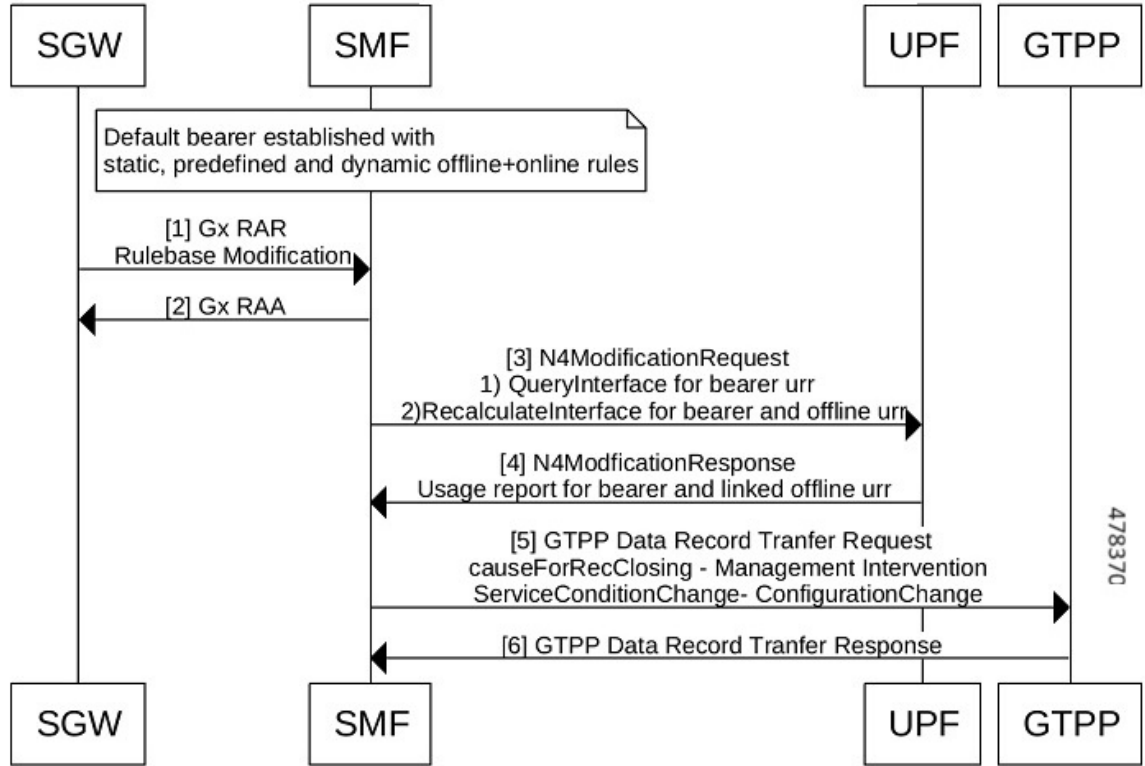 SGW
SMF
UPF
GTPP
Default bearer established with
static, predefined and dynamic offline+online rules
[1] Gx RAR
Rulebase Modification
[2] Gx RAA
[3] N4ModificationRequest
1) QueryInterface for bearer urr
2)RecalculateInterface for bearer and offline urr
[4] N4ModficationResponse
Usage report for bearer and linked offline urr
[5] GTPP Data Record Tranfer Request
causeForRecClosing - Management Intervention
ServiceConditionChange- ConfigurationChange
[6] GTPP Data Record Tranfer Response
478370
SGW
SMF
UPF
GTPP